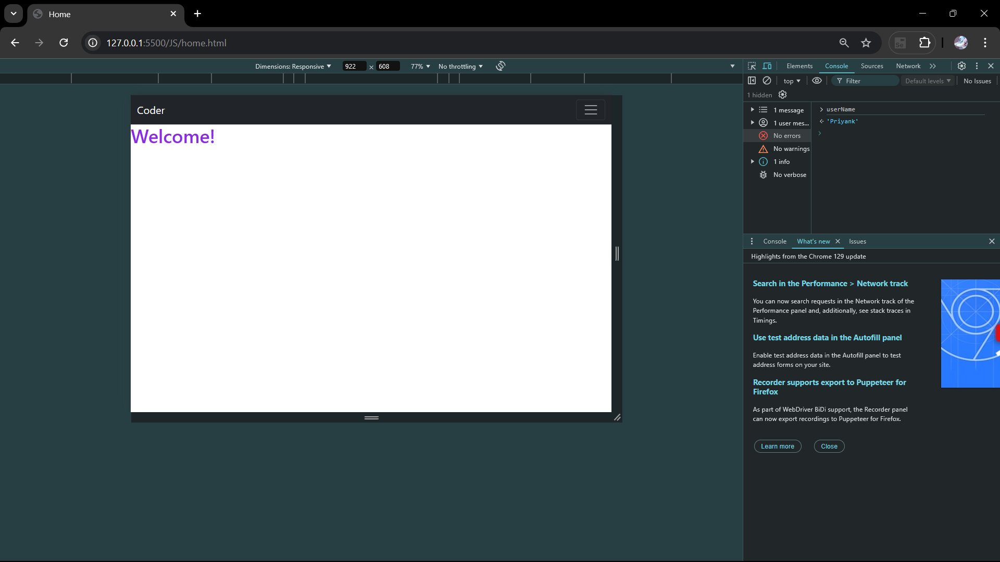 Home
127.0.0.1:5500/JS/home.html
Dimensions: Responsive 922 × 608 77% No throttling
Elements Console Sources Network
top Filter Default levels No Issues
1 hidden
Coder
Welcome!
1 message
1 user mes...
No errors
No warnings
1 info
No verbose
userName
'Priyank'
Console What's new Issues
Highlights from the Chrome 129 update
Search in the Performance > Network track
You can now search requests in the Network track of the
Performance panel and, additionally, see stack traces in
Timings.
Use test address data in the Autofill panel
Enable test address data in the Autofill panel to test
address forms on your site.
Recorder supports export to Puppeteer for
Firefox
As part of WebDriver BiDi support, the Recorder panel
can now export recordings to Puppeteer for Firefox.
Learn more Close